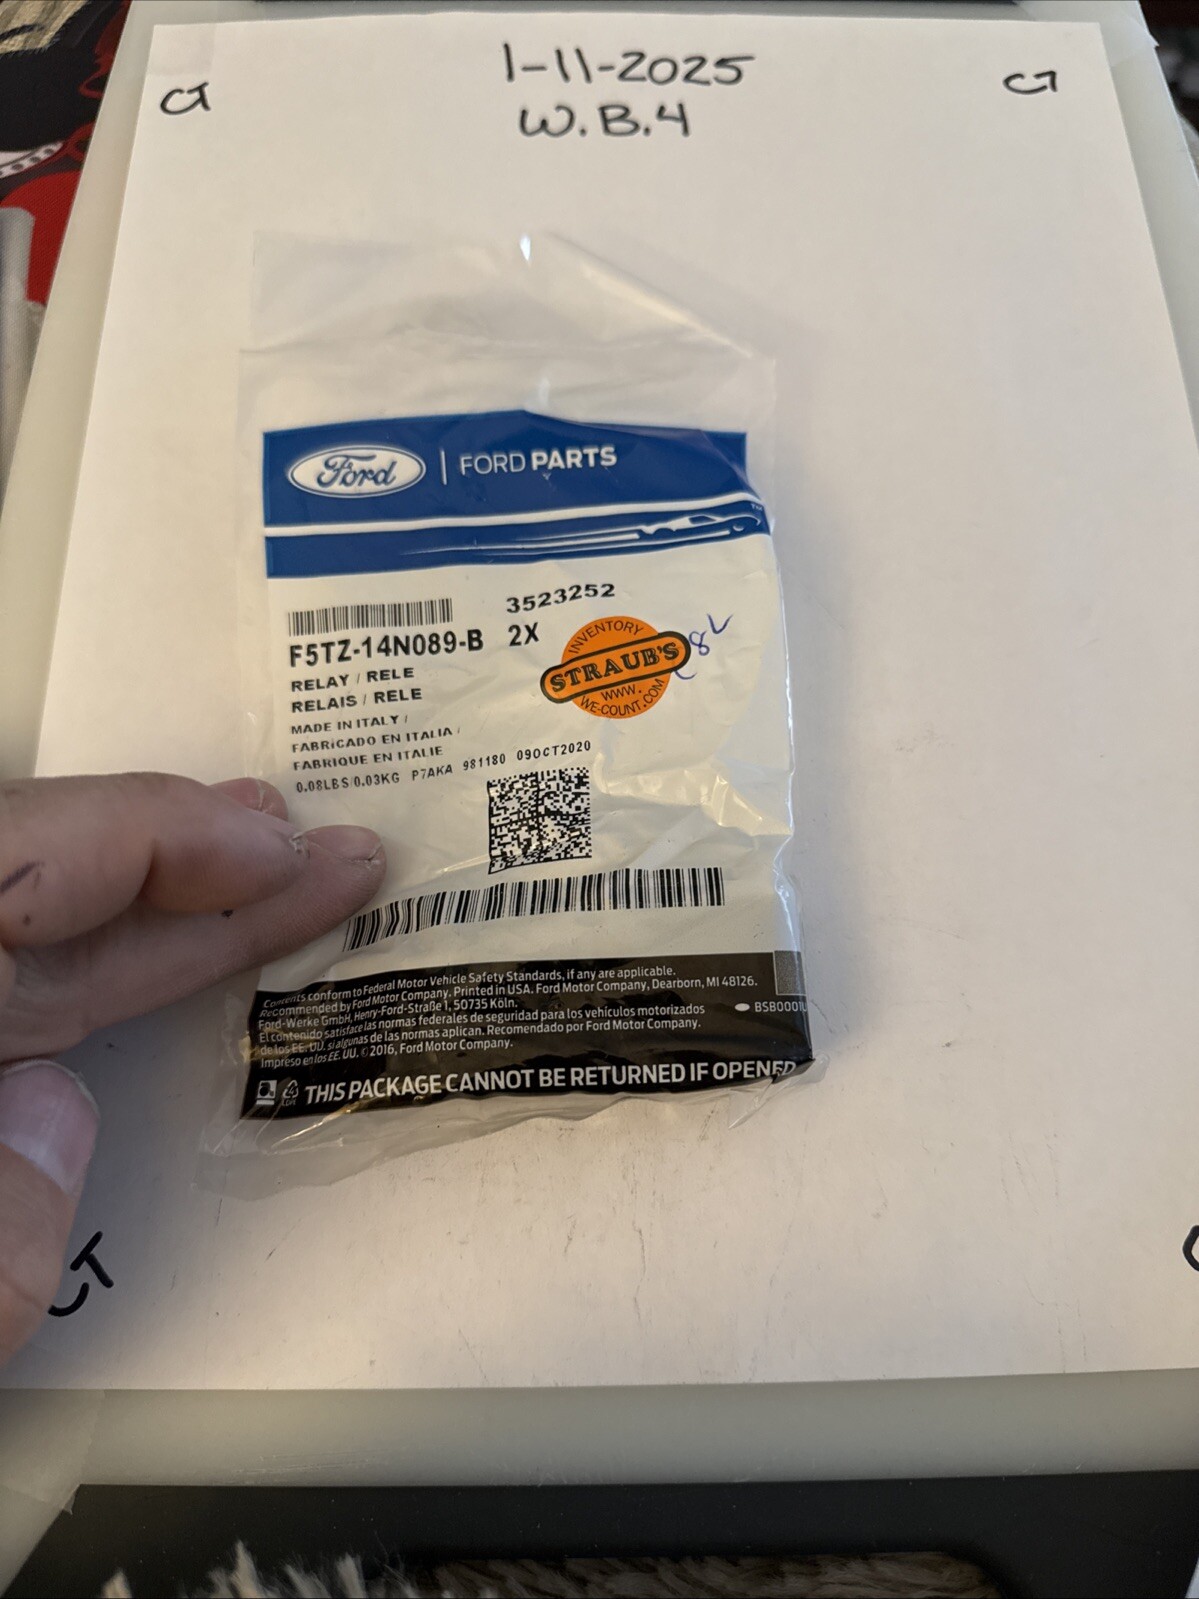 1-11-2025
W.B.4
CT
CT
Ford | FORD PARTS
TM
3523252
F5TZ-14N089-B 2X
RELAY / RELE
RELAIS / RELE
MADE IN ITALY /
FABRICADO EN ITALIA /
FABRIQUE EN ITALIE
0.08LBS/0.03KG P7AKA 981180 09OCT2020
INVENTORY
STRAUB'S
WWW.
WE-COUNT.COM
Contents conform to Federal Motor Vehicle Safety Standards, if any are applicable.
Recommended by Ford Motor Company. Printed in USA. Ford Motor Company, Dearborn, MI 48126.
Ford-Werke GmbH, Henry-Ford-Straße 1, 50735 Köln.
El contenido satisface las normas federales de seguridad para los vehículos motorizados
de los EE. UU. si algunas de las normas aplican. Recomendado por Ford Motor Company.
Impreso en los EE. UU. © 2016, Ford Motor Company.
BSB0001U
THIS PACKAGE CANNOT BE RETURNED IF OPENED
CT